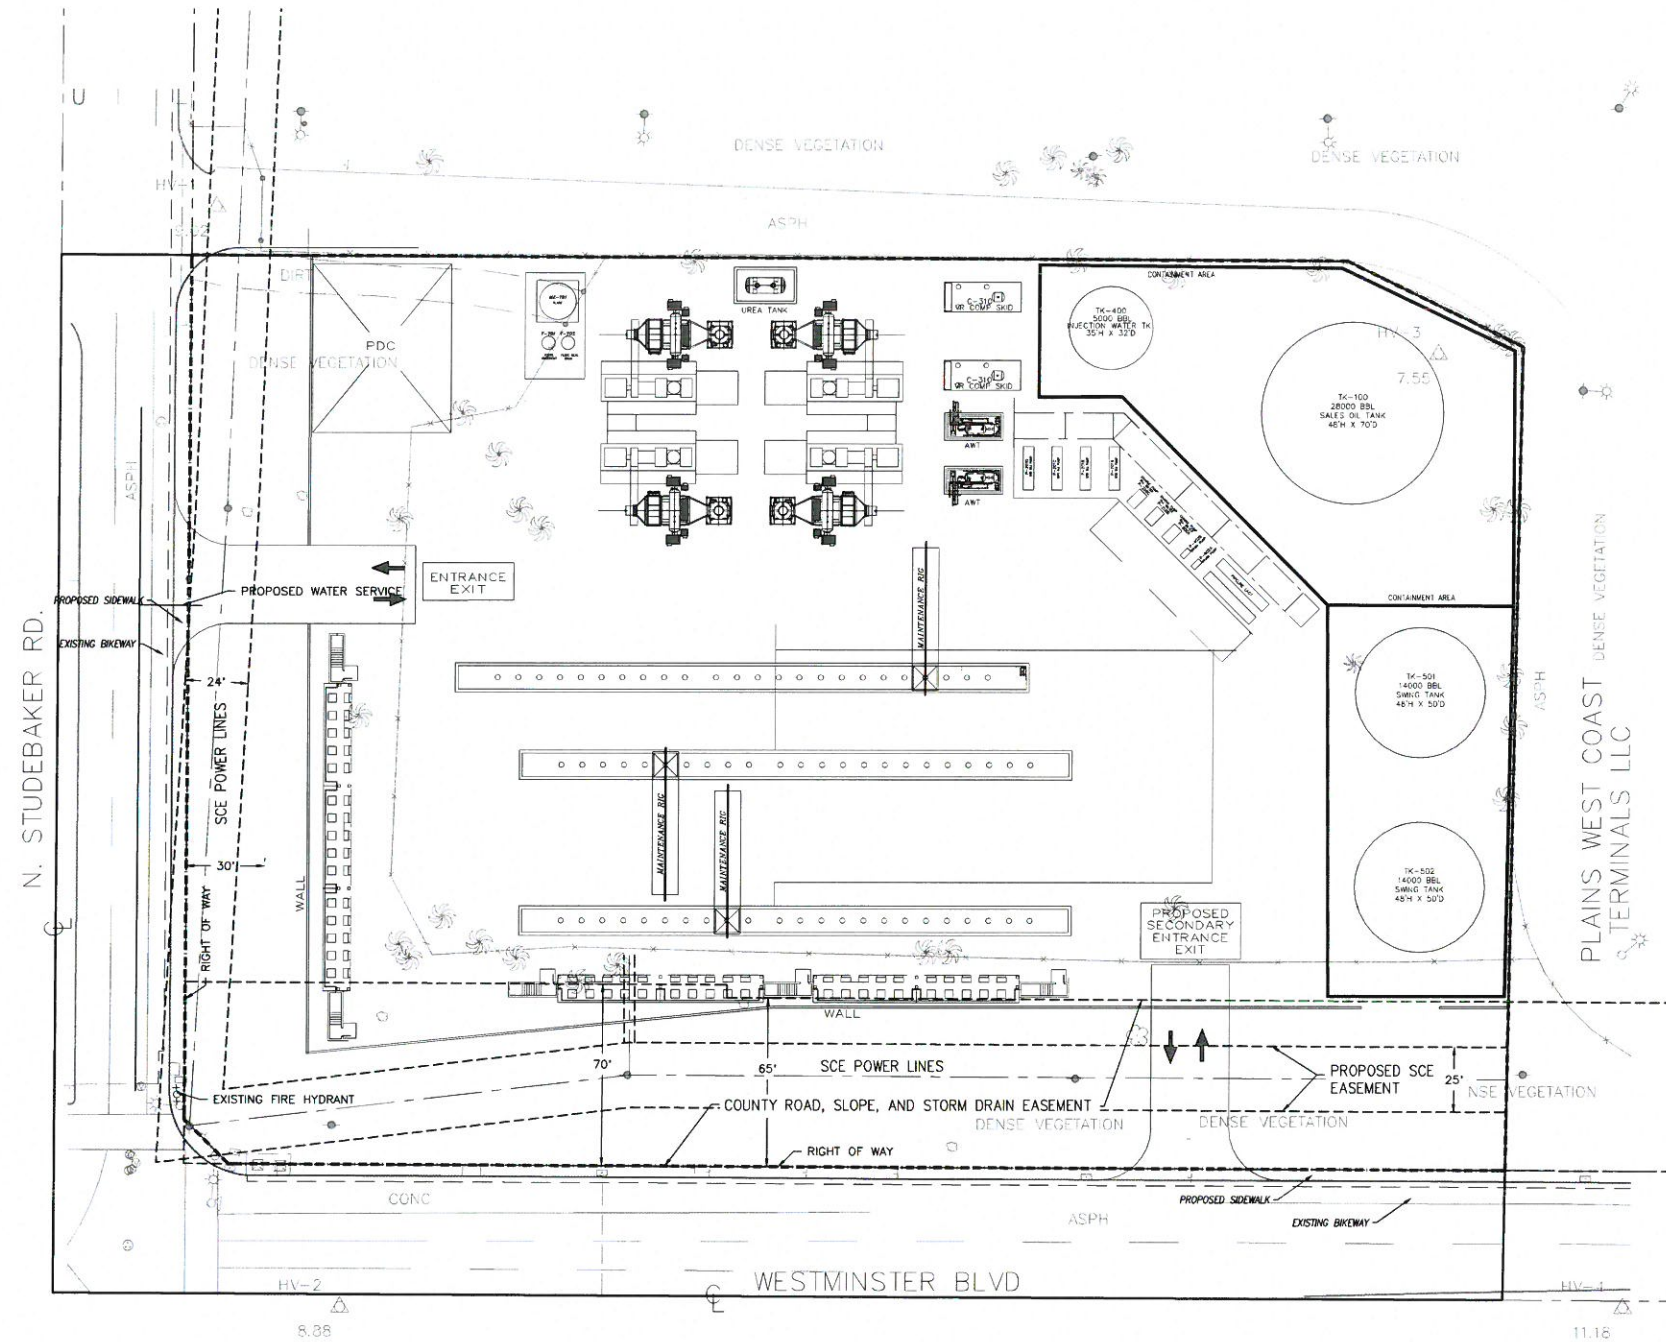 U
DENSE VEGETATION
DENSE VEGETATION
ASPH
DIRT
PDC
DENSE VEGETATION
UREA TANK
C-310
VR COMP SKID
C-310
VR COMP SKID
AWT
AWT
CONTAINMENT AREA
TK-400
5000 BBL
INJECTION WATER TK
35'H X 32'D
HV-3
7.55
TK-100
28000 BBL
SALES OIL TANK
48'H X 70'D
CONTAINMENT AREA
ASPH
ENTRANCE
EXIT
PROPOSED WATER SERVICE
PROPOSED SIDEWALK
EXISTING BIKEWAY
N. STUDEBAKER RD.
24'
SCE POWER LINES
30'
RIGHT OF WAY
WALL
MAINTENANCE RIG
MAINTENANCE RIG
MAINTENANCE RIG
TK-501
14000 BBL
SWING TANK
48'H X 50'D
TK-502
14000 BBL
SWING TANK
48'H X 50'D
DENSE VEGETATION
ASPH
PLAINS WEST COAST
TERMINALS LLC
PROPOSED
SECONDARY
ENTRANCE
EXIT
WALL
70'
65'
SCE POWER LINES
PROPOSED SCE
EASEMENT
25'
NSE VEGETATION
EXISTING FIRE HYDRANT
COUNTY ROAD, SLOPE, AND STORM DRAIN EASEMENT
DENSE VEGETATION
DENSE VEGETATION
RIGHT OF WAY
CONC
PROPOSED SIDEWALK
ASPH
EXISTING BIKEWAY
HV-2
WESTMINSTER BLVD
HV-4
8.88
11.18